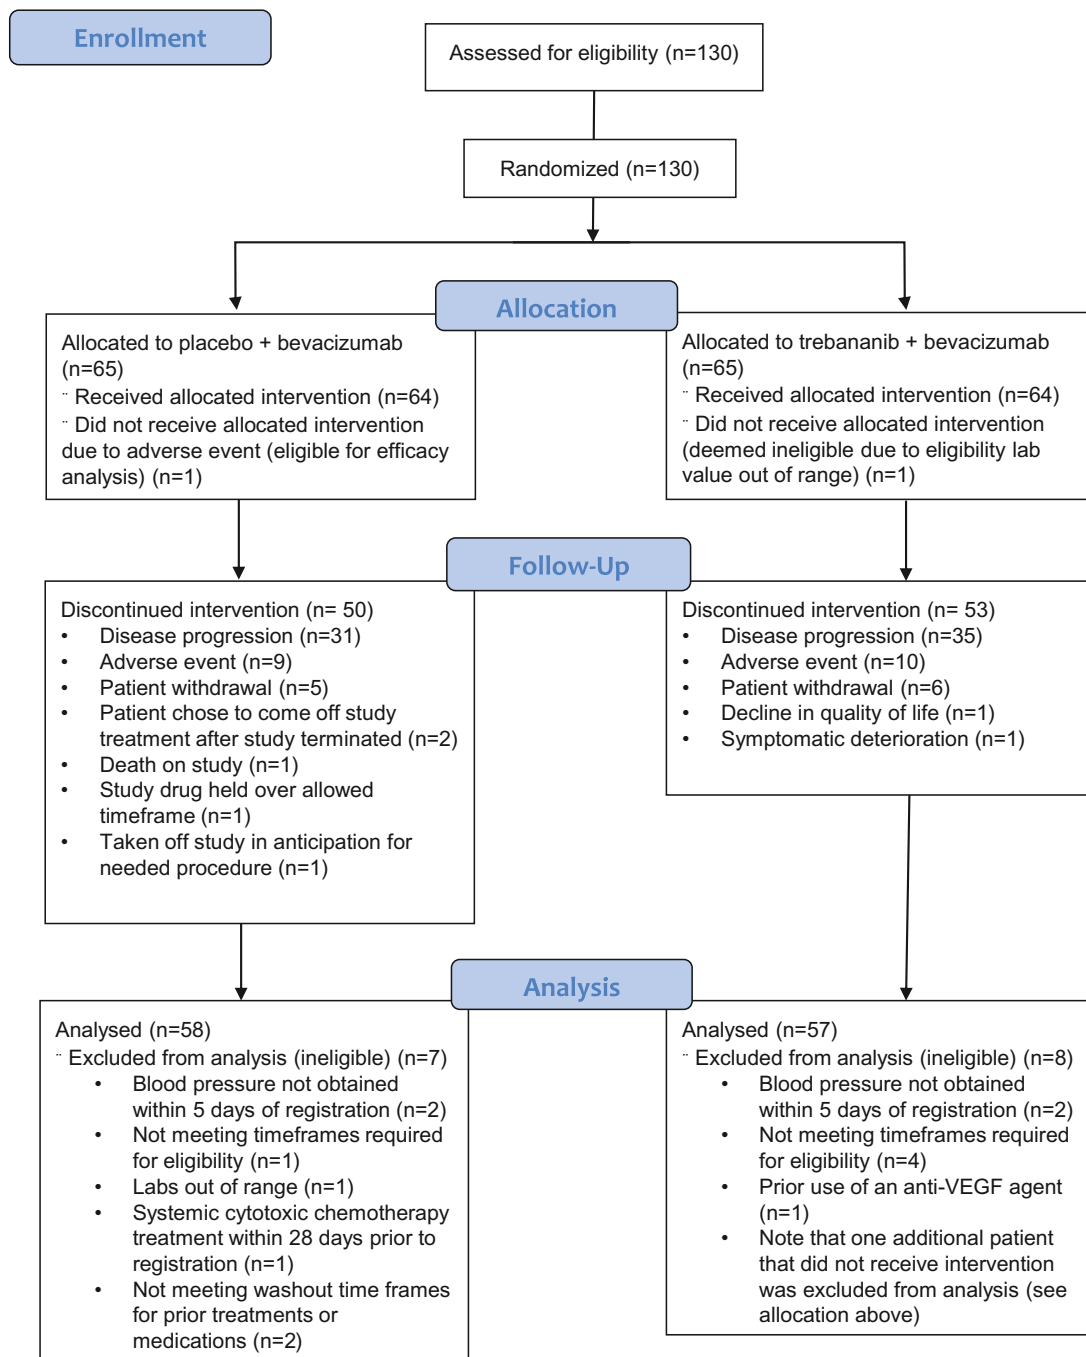 Enrollment
Assessed for eligibility (n=130)
Randomized (n=130)
Allocation
Allocated to placebo + bevacizumab
(n=65)
¨ Received allocated intervention (n=64)
¨ Did not receive allocated intervention
due to adverse event (eligible for efficacy
analysis) (n=1)
Allocated to trebananib + bevacizumab
(n=65)
¨ Received allocated intervention (n=64)
¨ Did not receive allocated intervention
(deemed ineligible due to eligibility lab
value out of range) (n=1)
Follow-Up
Discontinued intervention (n= 50)
• Disease progression (n=31)
• Adverse event (n=9)
• Patient withdrawal (n=5)
• Patient chose to come off study
treatment after study terminated (n=2)
• Death on study (n=1)
• Study drug held over allowed
timeframe (n=1)
• Taken off study in anticipation for
needed procedure (n=1)
Discontinued intervention (n= 53)
• Disease progression (n=35)
• Adverse event (n=10)
• Patient withdrawal (n=6)
• Decline in quality of life (n=1)
• Symptomatic deterioration (n=1)
Analysis
Analysed (n=58)
¨ Excluded from analysis (ineligible) (n=7)
• Blood pressure not obtained
within 5 days of registration (n=2)
• Not meeting timeframes required
for eligibility (n=1)
• Labs out of range (n=1)
• Systemic cytotoxic chemotherapy
treatment within 28 days prior to
registration (n=1)
• Not meeting washout time frames
for prior treatments or
medications (n=2)
Analysed (n=57)
¨ Excluded from analysis (ineligible) (n=8)
• Blood pressure not obtained
within 5 days of registration (n=2)
• Not meeting timeframes required
for eligibility (n=4)
• Prior use of an anti-VEGF agent
(n=1)
• Note that one additional patient
that did not receive intervention
was excluded from analysis (see
allocation above)